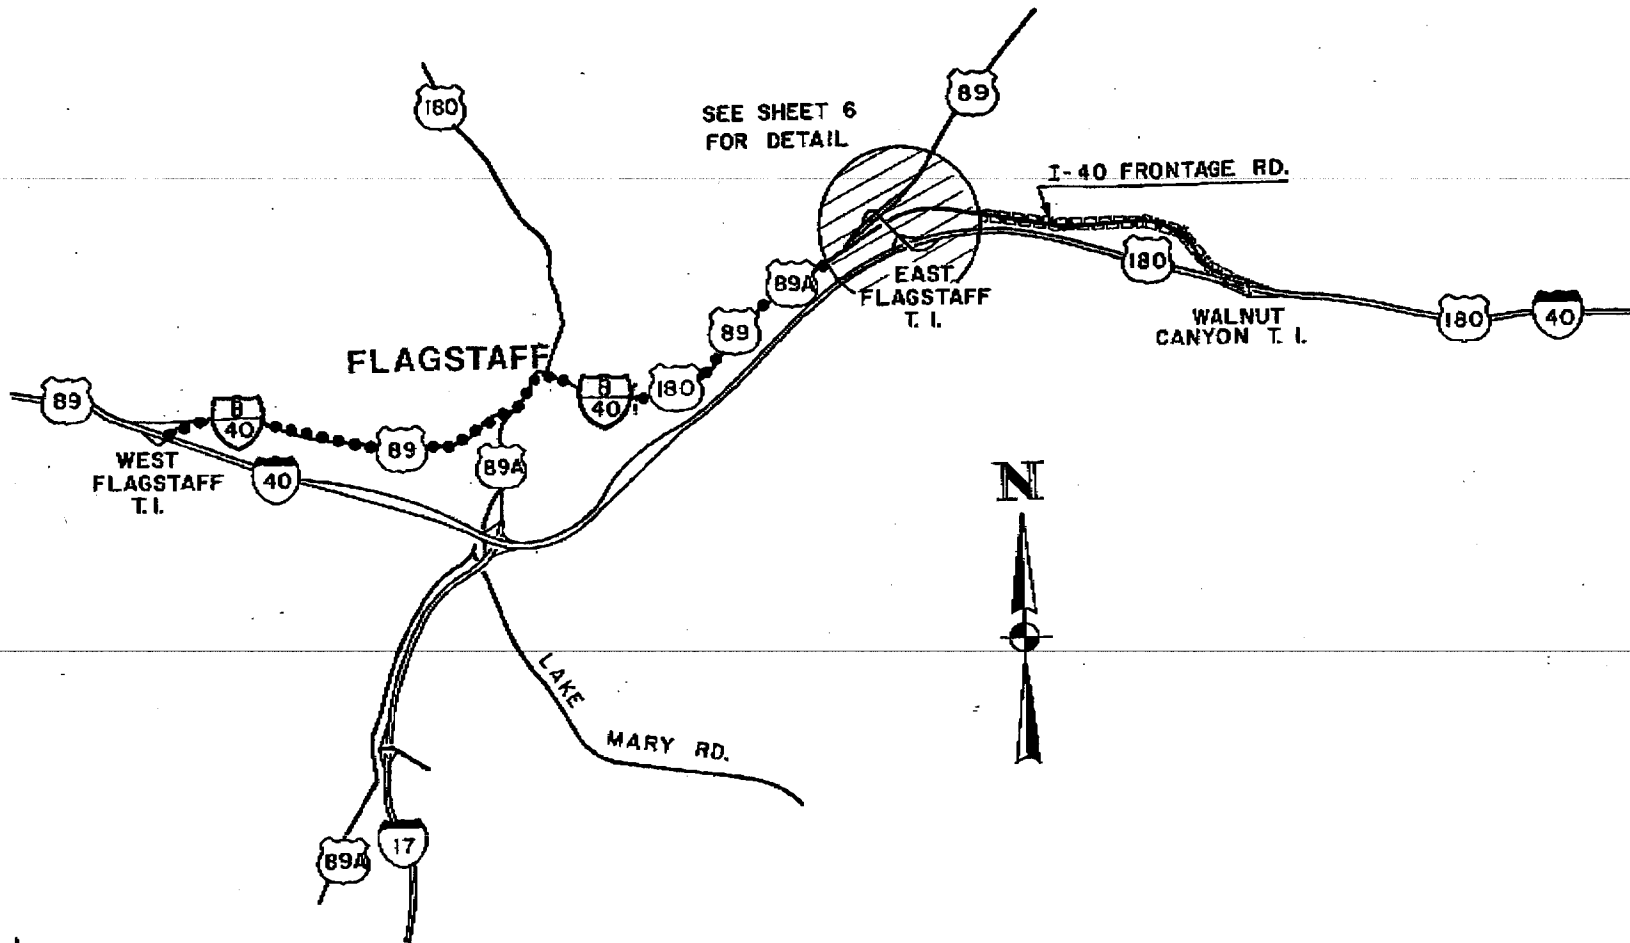 180
89
SEE SHEET 6
FOR DETAIL
I-40 FRONTAGE RD.
180
89A
EAST
FLAGSTAFF
T. I.
89
WALNUT
CANYON T. I.
180
40
FLAGSTAFF
B
40
180
89
B
40
89
89A
WEST
FLAGSTAFF
T. I.
40
N
LAKE
MARY RD.
89A
17